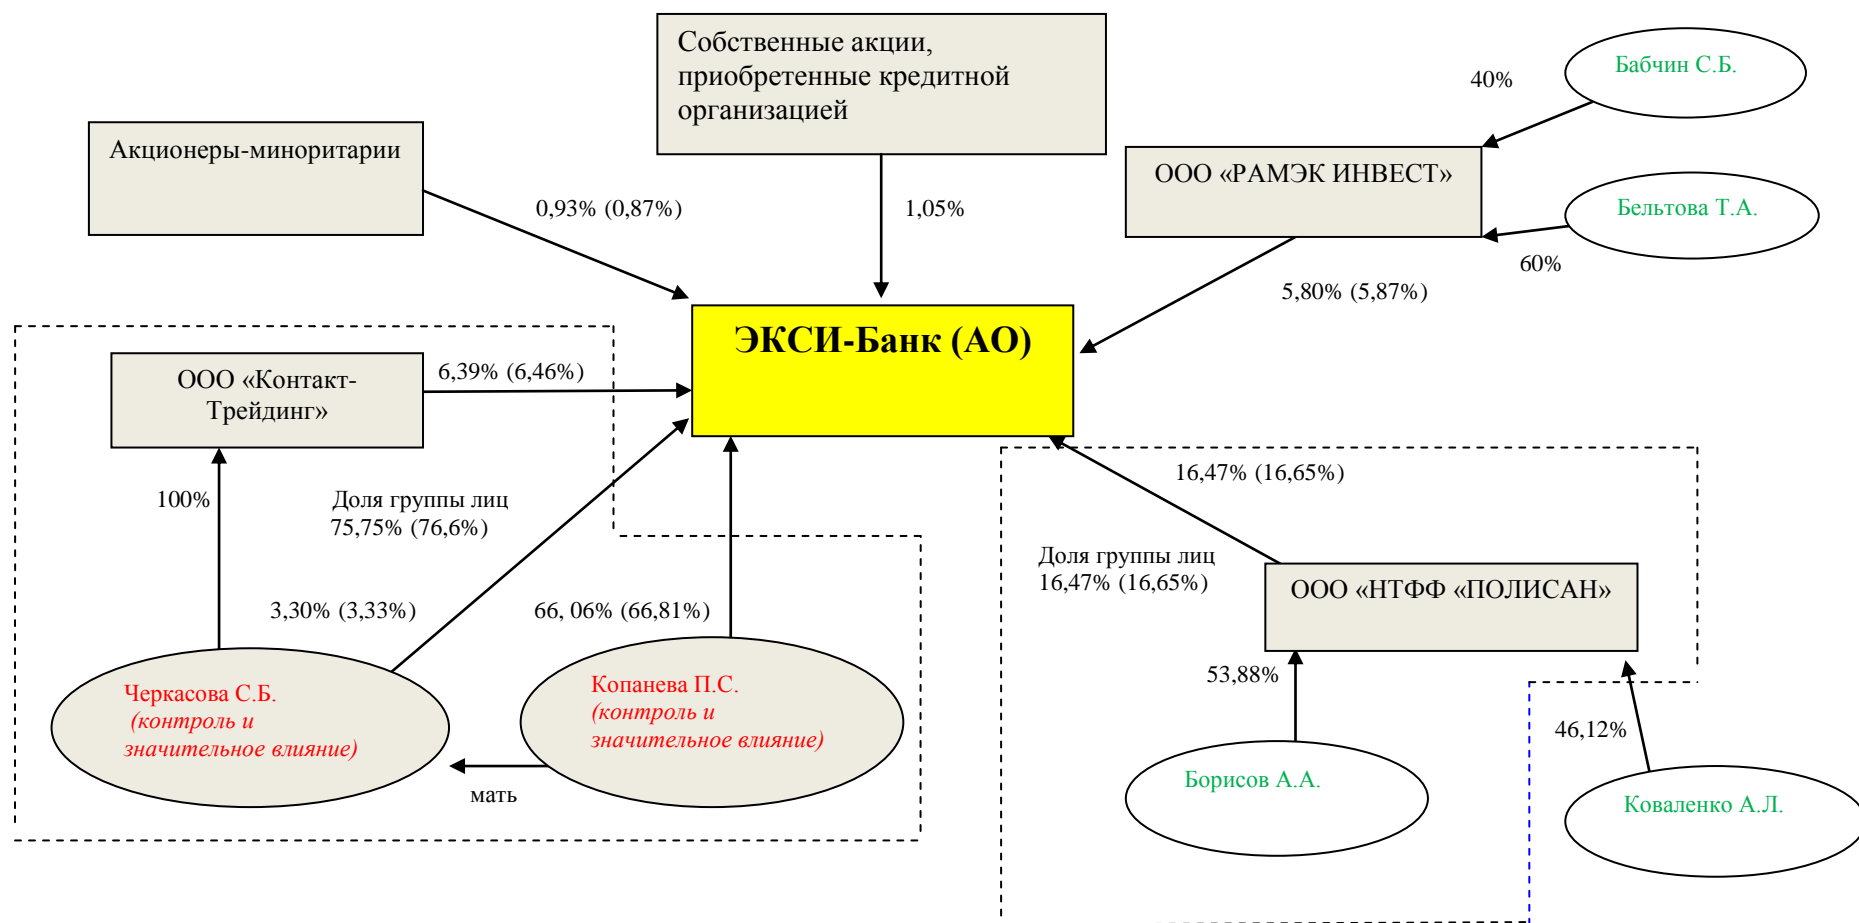 Собственные акции,
приобретенные кредитной
организацией
Бабчин С.Б.
40%
Акционеры-миноритарии
ООО «РАМЭК ИНВЕСТ»
0,93% (0,87%)
1,05%
Бельтова Т.А.
60%
5,80% (5,87%)
ЭКСИ-Банк (АО)
ООО «Контакт-
Трейдинг»
6,39% (6,46%)
16,47% (16,65%)
100%
Доля группы лиц
75,75% (76,6%)
Доля группы лиц
16,47% (16,65%)
ООО «НТФФ «ПОЛИСАН»
3,30% (3,33%)
66, 06% (66,81%)
53,88%
Черкасова С.Б.
(контроль и
значительное влияние)
Копанева П.С.
(контроль и
значительное влияние)
46,12%
мать
Борисов А.А.
Коваленко А.Л.